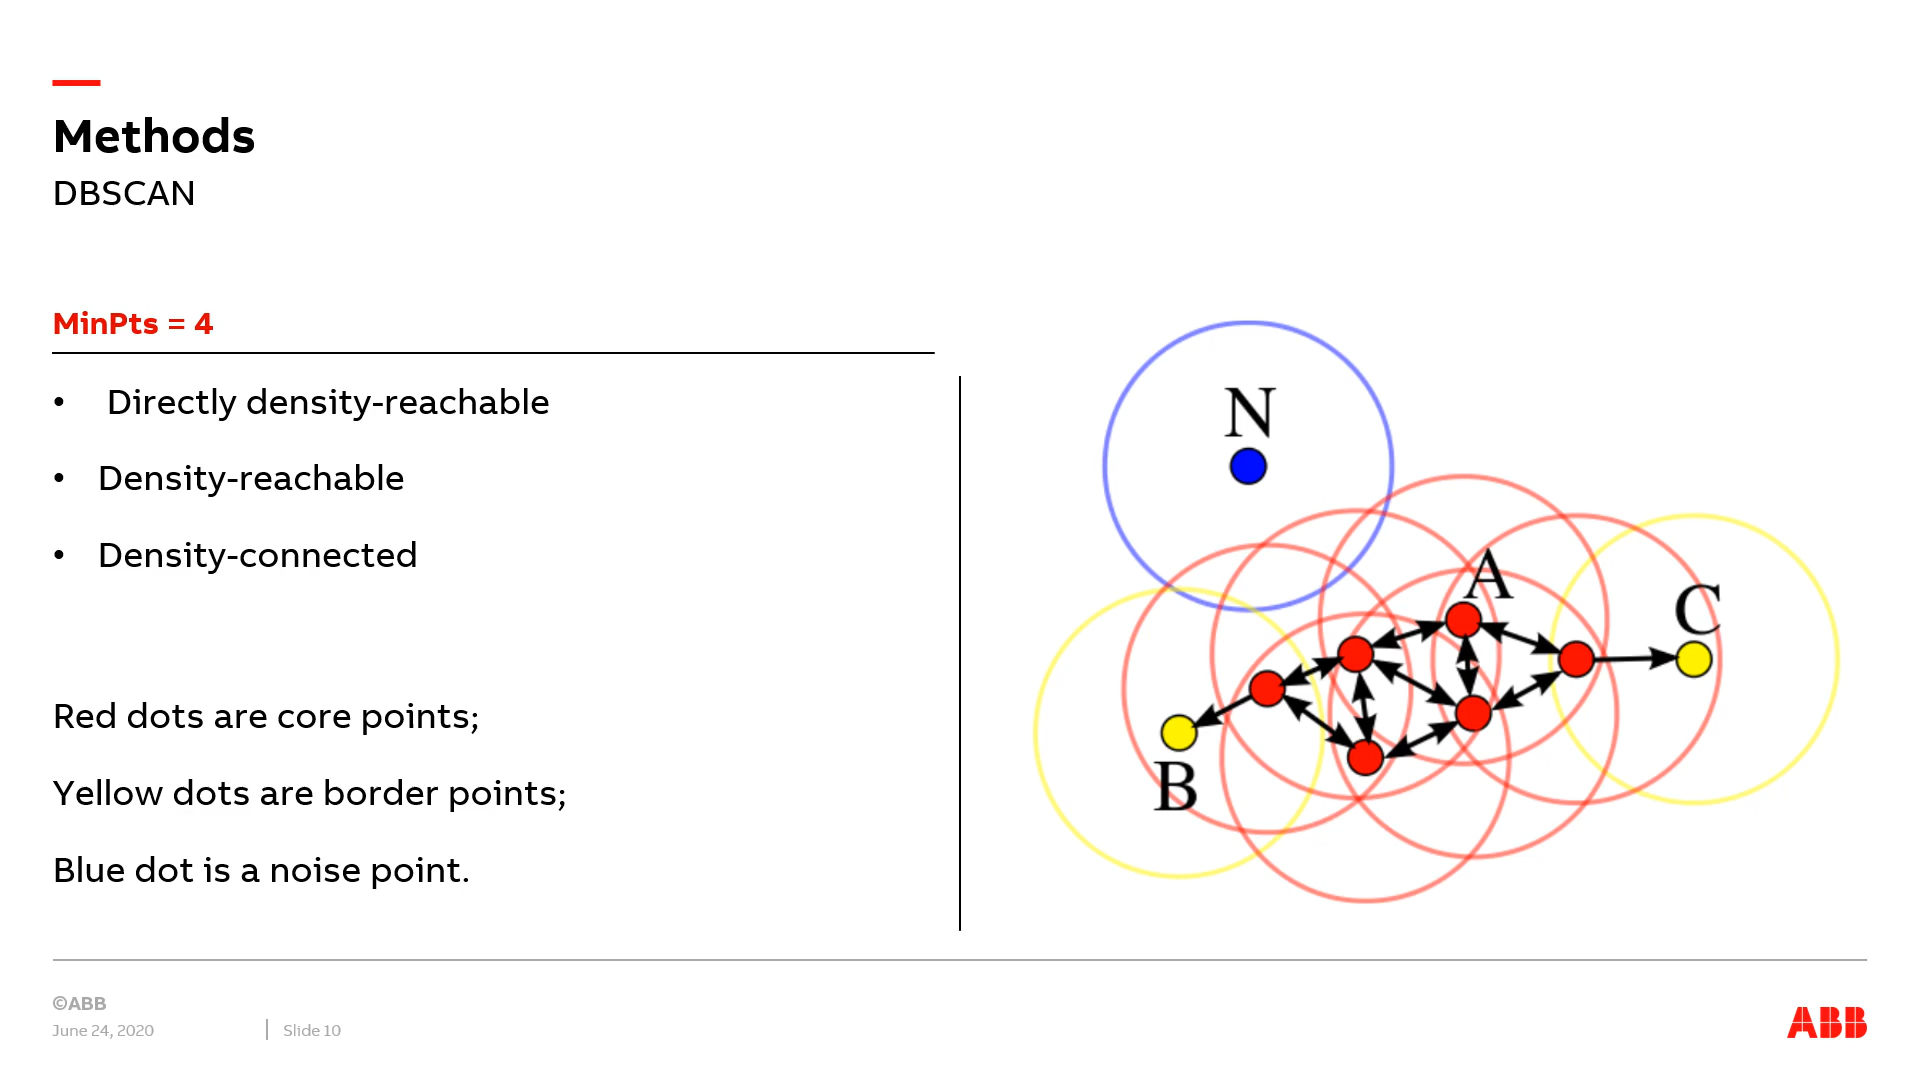 Methods
DBSCAN
MinPts = 4
• Directly density-reachable
• Density-reachable
• Density-connected
Red dots are core points;
Yellow dots are border points;
Blue dot is a noise point.
N
A
C
B
©ABB
June 24, 2020
Slide 10
ABB